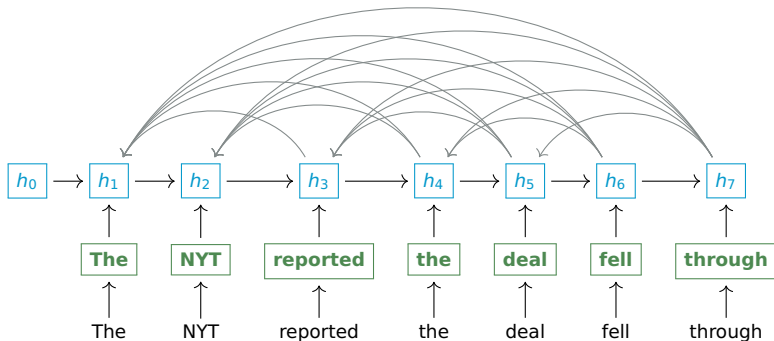 h₀ h₁ h₂ h₃ h₄ h₅ h₆ h₇
The NYT reported the deal fell through
The NYT reported the deal fell through